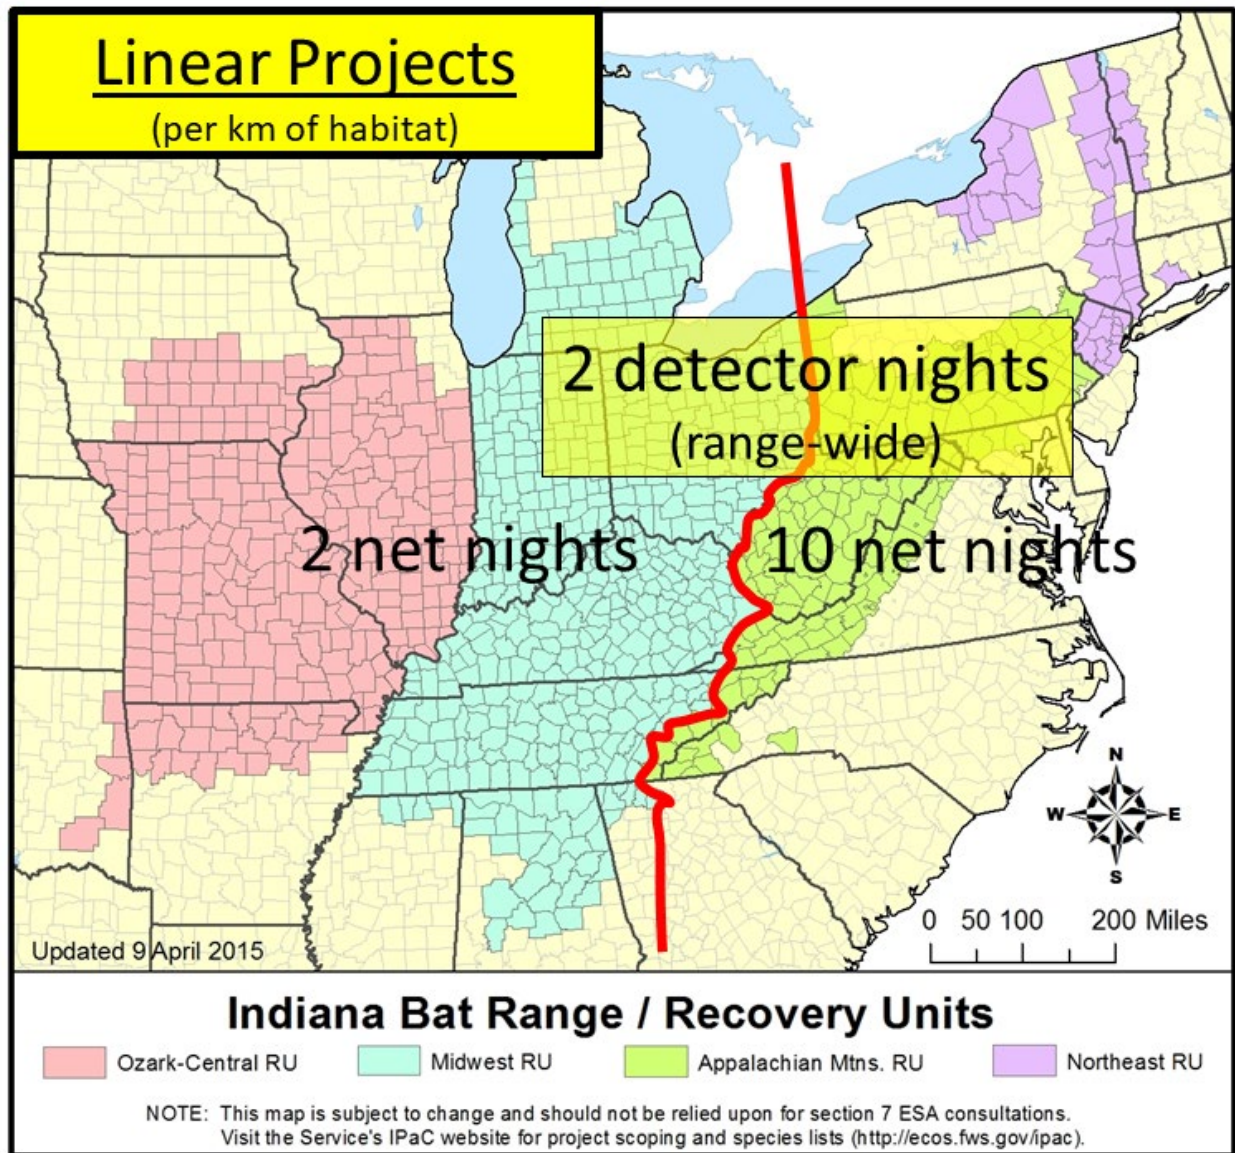 Linear Projects
(per km of habitat)
2 detector nights
(range-wide)
2 net nights
10 net nights
N
W
E
S
0 50 100 200 Miles
Updated 9 April 2015
Indiana Bat Range / Recovery Units
Ozark-Central RU
Midwest RU
Appalachian Mtns. RU
Northeast RU
NOTE: This map is subject to change and should not be relied upon for section 7 ESA consultations.
Visit the Service's IPaC website for project scoping and species lists (http://ecos.fws.gov/ipac).